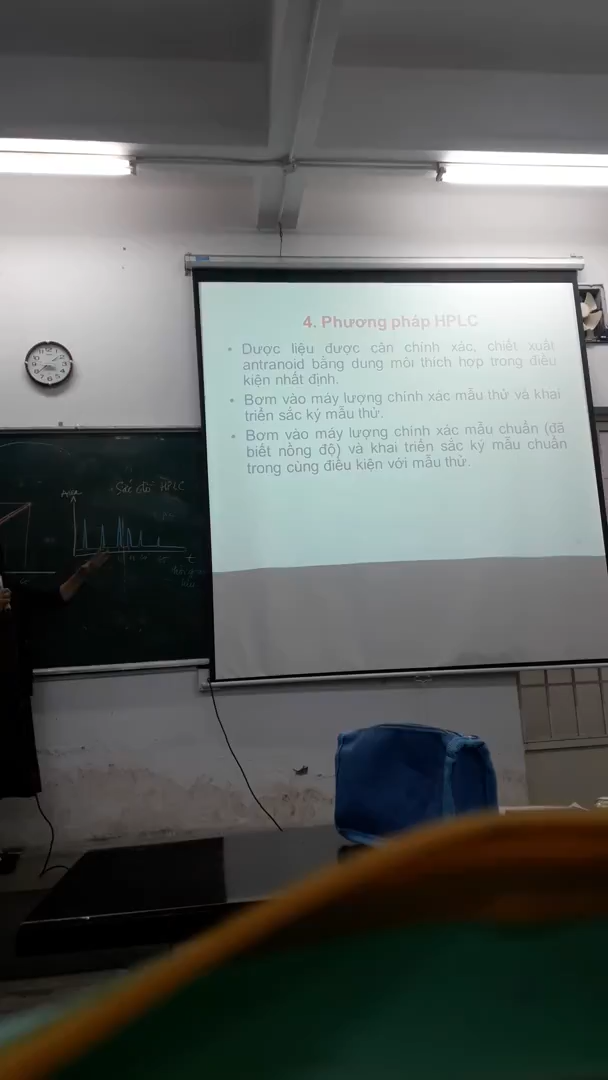 4. Phương pháp HPLC
• Dược liệu được cân chính xác, chiết xuất
antranoid bằng dung môi thích hợp trong điều
kiện nhất định.
• Bơm vào máy lượng chính xác mẫu thử và khai
triển sắc ký mẫu thử.
• Bơm vào máy lượng chính xác mẫu chuẩn (đã
biết nồng độ) và khai triển sắc ký mẫu chuẩn
trong cùng điều kiện với mẫu thử.
Sắc đồ HPLC
t